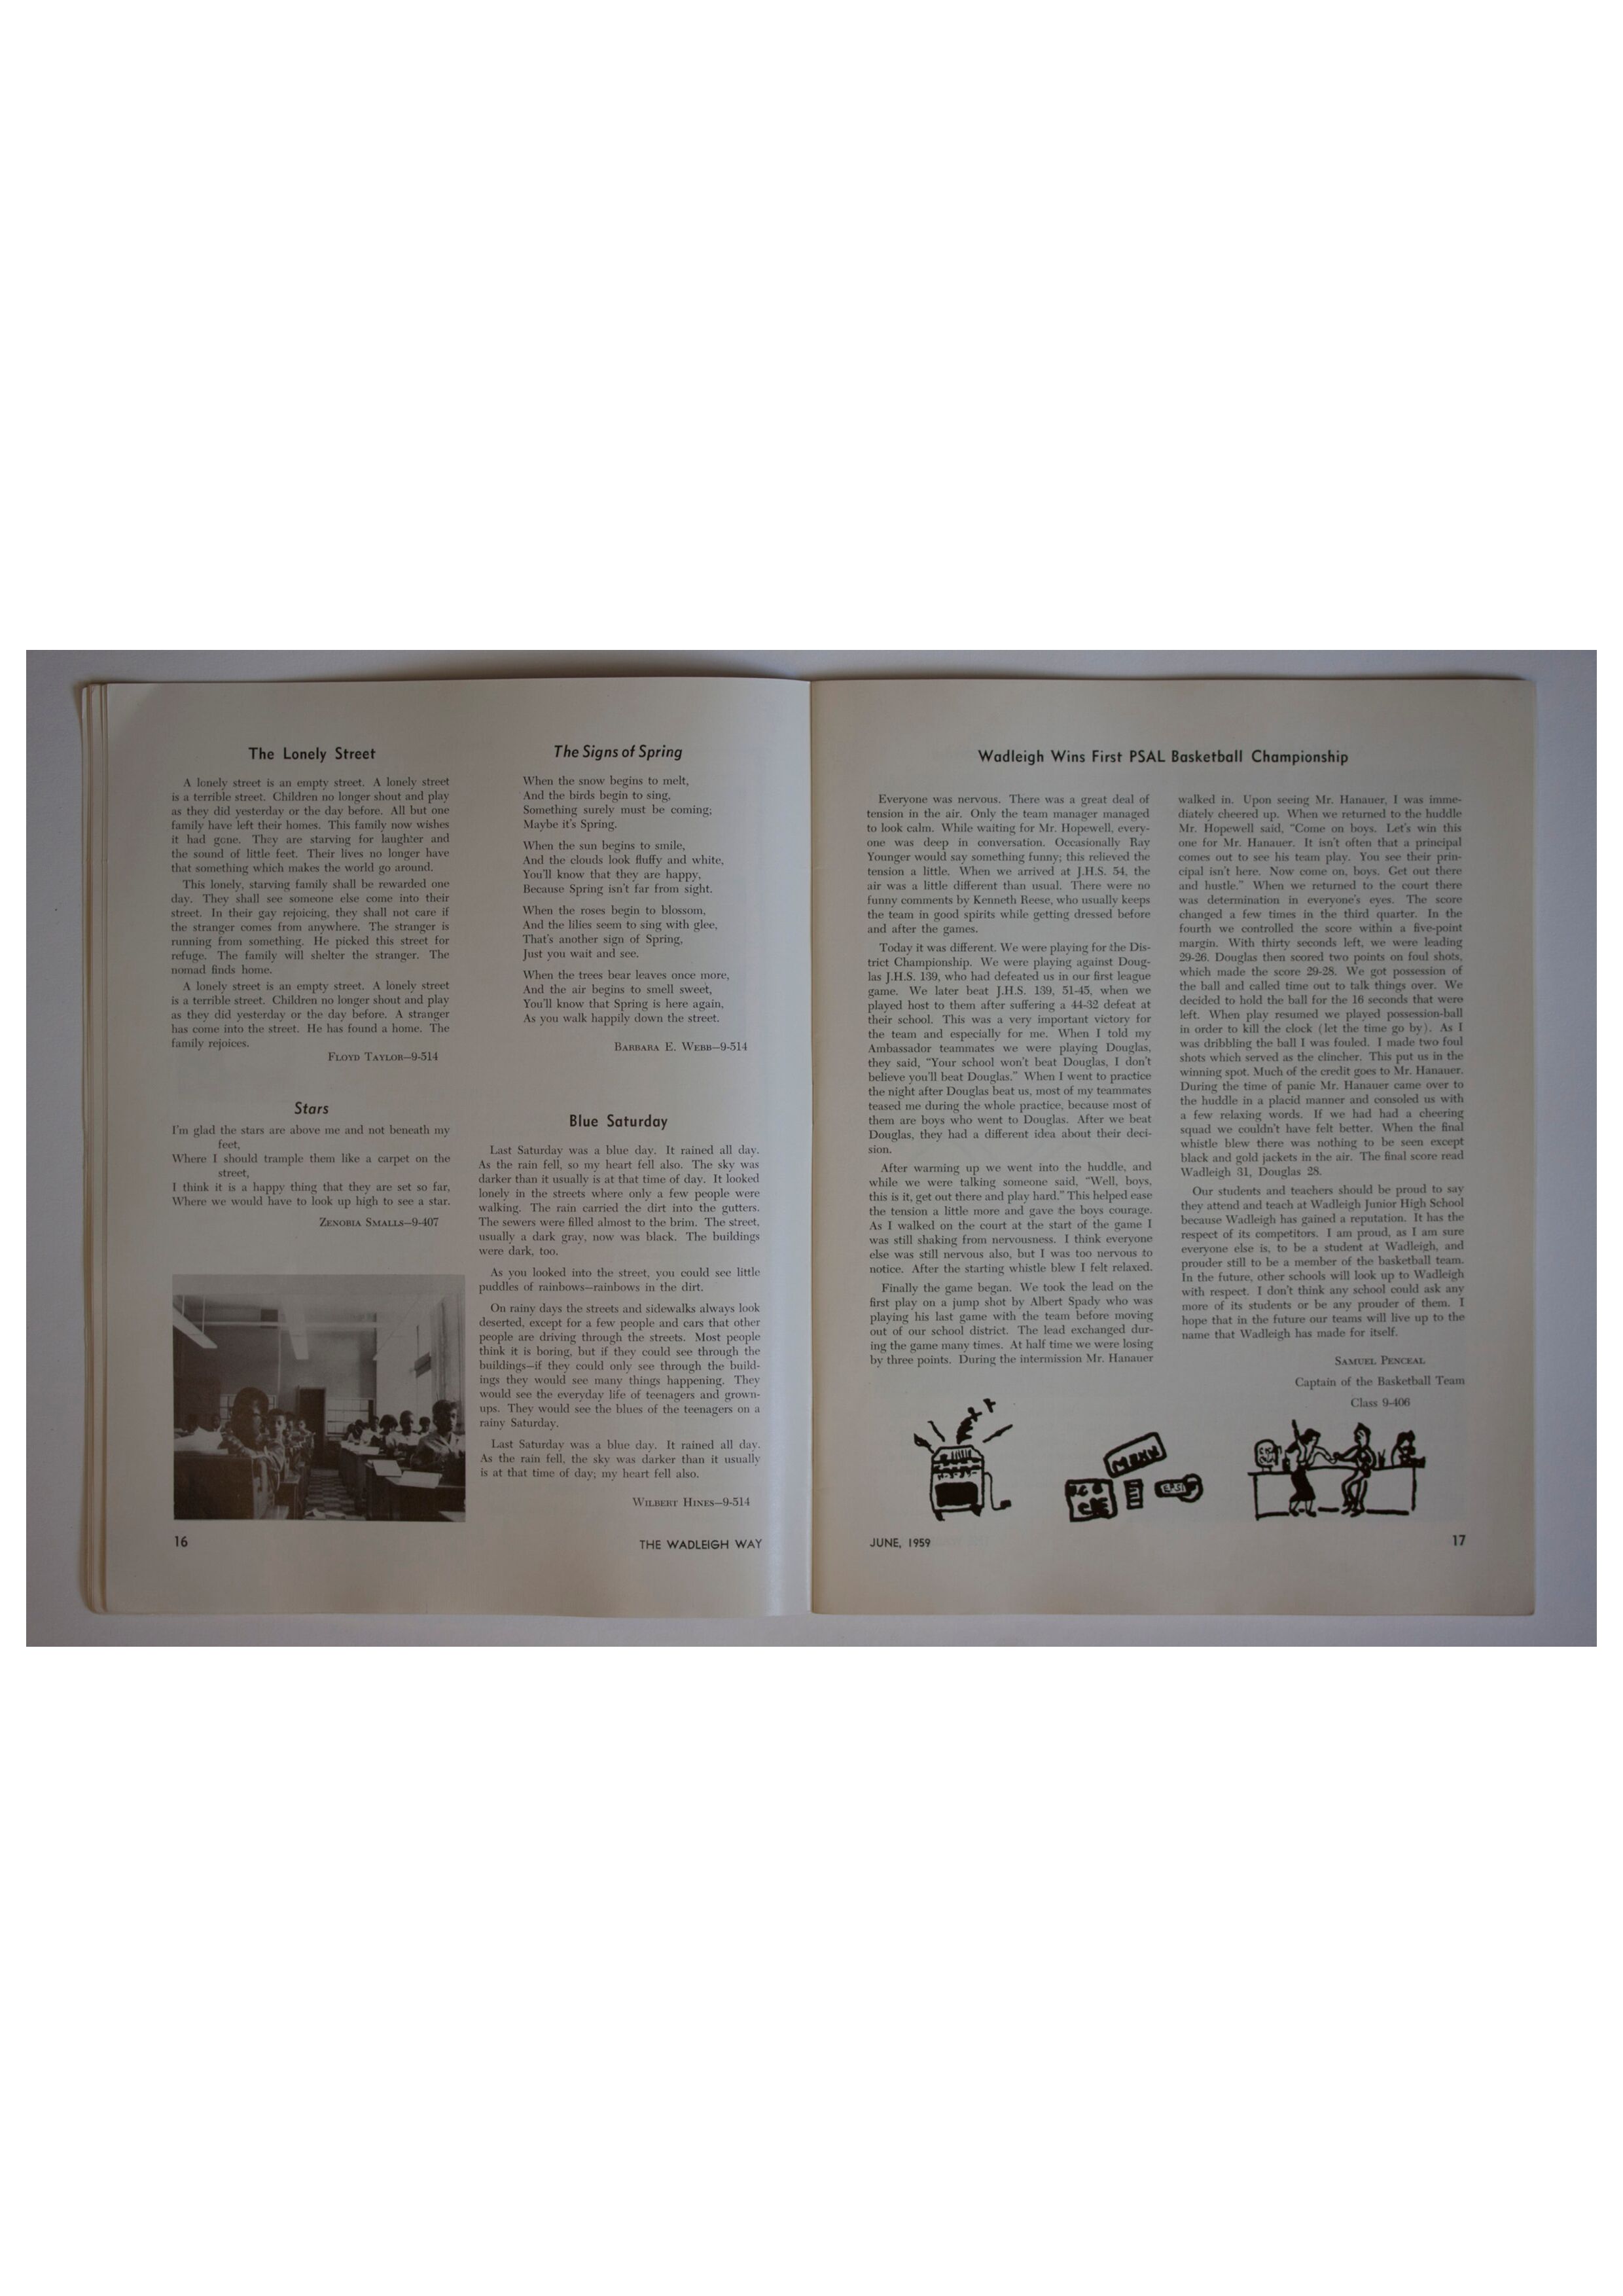 The Lonely Street
A lonely street is an empty street. A lonely street
is a terrible street. Children no longer shout and play
as they did yesterday or the day before. All but one
family have left their homes. This family now wishes
it had gone. They are starving for laughter and
the sound of little feet. Their lives no longer have
that something which makes the world go around.
This lonely, starving family shall be rewarded one
day. They shall see someone else come into their
street. In their gay rejoicing, they shall not care if
the stranger comes from anywhere. The stranger is
running from something. He picked this street for
refuge. The family will shelter the stranger. The
nomad finds home.
A lonely street is an empty street. A lonely street
is a terrible street. Children no longer shout and play
as they did yesterday or the day before. A stranger
has come into the street. He has found a home. The
family rejoices.
FLOYD TAYLOR—9-514
Stars
I'm glad the stars are above me and not beneath my
feet,
Where I should trample them like a carpet on the
street,
I think it is a happy thing that they are set so far,
Where we would have to look up high to see a star.
ZENOBIA SMALLS—9-407
The Signs of Spring
When the snow begins to melt,
And the birds begin to sing,
Something surely must be coming;
Maybe it's Spring.
When the sun begins to smile,
And the clouds look fluffy and white,
You'll know that they are happy,
Because Spring isn't far from sight.
When the roses begin to blossom,
And the lilies seem to sing with glee,
That's another sign of Spring,
Just you wait and see.
When the trees bear leaves once more,
And the air begins to smell sweet,
You'll know that Spring is here again,
As you walk happily down the street.
BARBARA E. WEBB—9-514
Blue Saturday
Last Saturday was a blue day. It rained all day.
As the rain fell, so my heart fell also. The sky was
darker than it usually is at that time of day. It looked
lonely in the streets where only a few people were
walking. The rain carried the dirt into the gutters.
The sewers were filled almost to the brim. The street,
usually a dark gray, now was black. The buildings
were dark, too.
As you looked into the street, you could see little
puddles of rainbows—rainbows in the dirt.
On rainy days the streets and sidewalks always look
deserted, except for a few people and cars that other
people are driving through the streets. Most people
think it is boring, but if they could see through the
buildings—if they could only see through the build-
ings they would see many things happening. They
would see the everyday life of teenagers and grown-
ups. They would see the blues of the teenagers on a
rainy Saturday.
Last Saturday was a blue day. It rained all day.
As the rain fell, the sky was darker than it usually
is at that time of day; my heart fell also.
WILBERT HINES—9-514
16
THE WADLEIGH WAY
Wadleigh Wins First PSAL Basketball Championship
Everyone was nervous. There was a great deal of
tension in the air. Only the team manager managed
to look calm. While waiting for Mr. Hopewell, every-
one was deep in conversation. Occasionally Ray
Younger would say something funny; this relieved the
tension a little. When we arrived at J.H.S. 54, the
air was a little different than usual. There were no
funny comments by Kenneth Reese, who usually keeps
the team in good spirits while getting dressed before
and after the games.
Today it was different. We were playing for the Dis-
trict Championship. We were playing against Doug-
las J.H.S. 139, who had defeated us in our first league
game. We later beat J.H.S. 139, 51-45, when we
played host to them after suffering a 44-32 defeat at
their school. This was a very important victory for
the team and especially for me. When I told my
Ambassador teammates we were playing Douglas,
they said, "Your school won't beat Douglas, I don't
believe you'll beat Douglas." When I went to practice
the night after Douglas beat us, most of my teammates
teased me during the whole practice, because most of
them are boys who went to Douglas. After we beat
Douglas, they had a different idea about their deci-
sion.
After warming up we went into the huddle, and
while we were talking someone said, "Well, boys,
this is it, get out there and play hard." This helped ease
the tension a little more and gave the boys courage.
As I walked on the court at the start of the game I
was still shaking from nervousness. I think everyone
else was still nervous also, but I was too nervous to
notice. After the starting whistle blew I felt relaxed.
Finally the game began. We took the lead on the
first play on a jump shot by Albert Spady who was
playing his last game with the team before moving
out of our school district. The lead exchanged dur-
ing the game many times. At half time we were losing
by three points. During the intermission Mr. Hanauer
walked in. Upon seeing Mr. Hanauer, I was imme-
diately cheered up. When we returned to the huddle
Mr. Hopewell said, "Come on boys. Let's win this
one for Mr. Hanauer. It isn't often that a principal
comes out to see his team play. You see their prin-
cipal isn't here. Now come on, boys. Get out there
and hustle." When we returned to the court there
was determination in everyone's eyes. The score
changed a few times in the third quarter. In the
fourth we controlled the score within a five-point
margin. With thirty seconds left, we were leading
29-26. Douglas then scored two points on foul shots,
which made the score 29-28. We got possession of
the ball and called time out to talk things over. We
decided to hold the ball for the 16 seconds that were
left. When play resumed we played possession-ball
in order to kill the clock (let the time go by). As I
was dribbling the ball I was fouled. I made two foul
shots which served as the clincher. This put us in the
winning spot. Much of the credit goes to Mr. Hanauer.
During the time of panic Mr. Hanauer came over to
the huddle in a placid manner and consoled us with
a few relaxing words. If we had had a cheering
squad we couldn't have felt better. When the final
whistle blew there was nothing to be seen except
black and gold jackets in the air. The final score read
Wadleigh 31, Douglas 28.
Our students and teachers should be proud to say
they attend and teach at Wadleigh Junior High School
because Wadleigh has gained a reputation. It has the
respect of its competitors. I am proud, as I am sure
everyone else is, to be a student at Wadleigh, and
prouder still to be a member of the basketball team.
In the future, other schools will look up to Wadleigh
with respect. I don't think any school could ask any
more of its students or be any prouder of them. I
hope that in the future our teams will live up to the
name that Wadleigh has made for itself.
SAMUEL PENCEAL
Captain of the Basketball Team
Class 9-406
JUNE, 1959
17